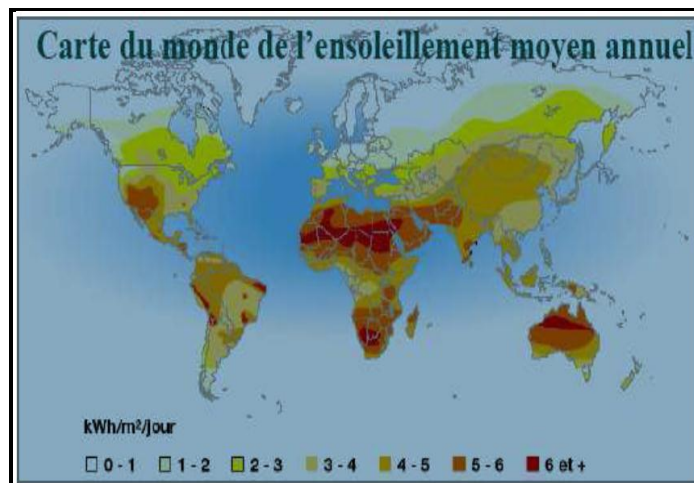 Carte du monde de l'ensoleillement moyen annuel
kWh/m²/jour
0 - 1 1 - 2 2 - 3 3 - 4 4 - 5 5 - 6 6 et +